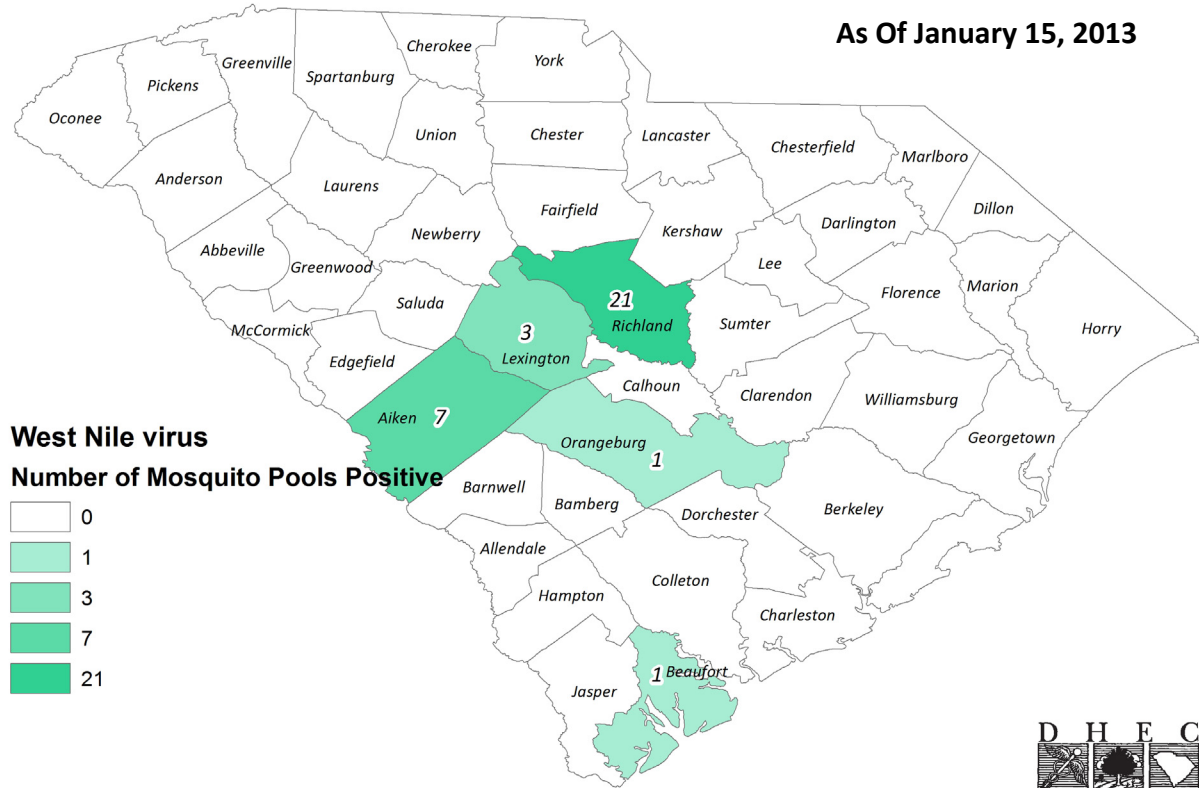 As Of January 15, 2013
Cherokee
York
Greenville
Spartanburg
Pickens
Oconee
Union
Chester
Lancaster
Chesterfield
Marlboro
Anderson
Laurens
Fairfield
Kershaw
Darlington
Dillon
Abbeville
Greenwood
Newberry
Lee
Florence
Marion
Saluda
21
Richland
Sumter
Horry
McCormick
Edgefield
3
Lexington
Calhoun
Clarendon
Williamsburg
Aiken
7
Georgetown
Orangeburg
1
Barnwell
Bamberg
Dorchester
Berkeley
Allendale
Hampton
Colleton
Charleston
1
Beaufort
Jasper
West Nile virus
Number of Mosquito Pools Positive
0
1
3
7
21
D H E C